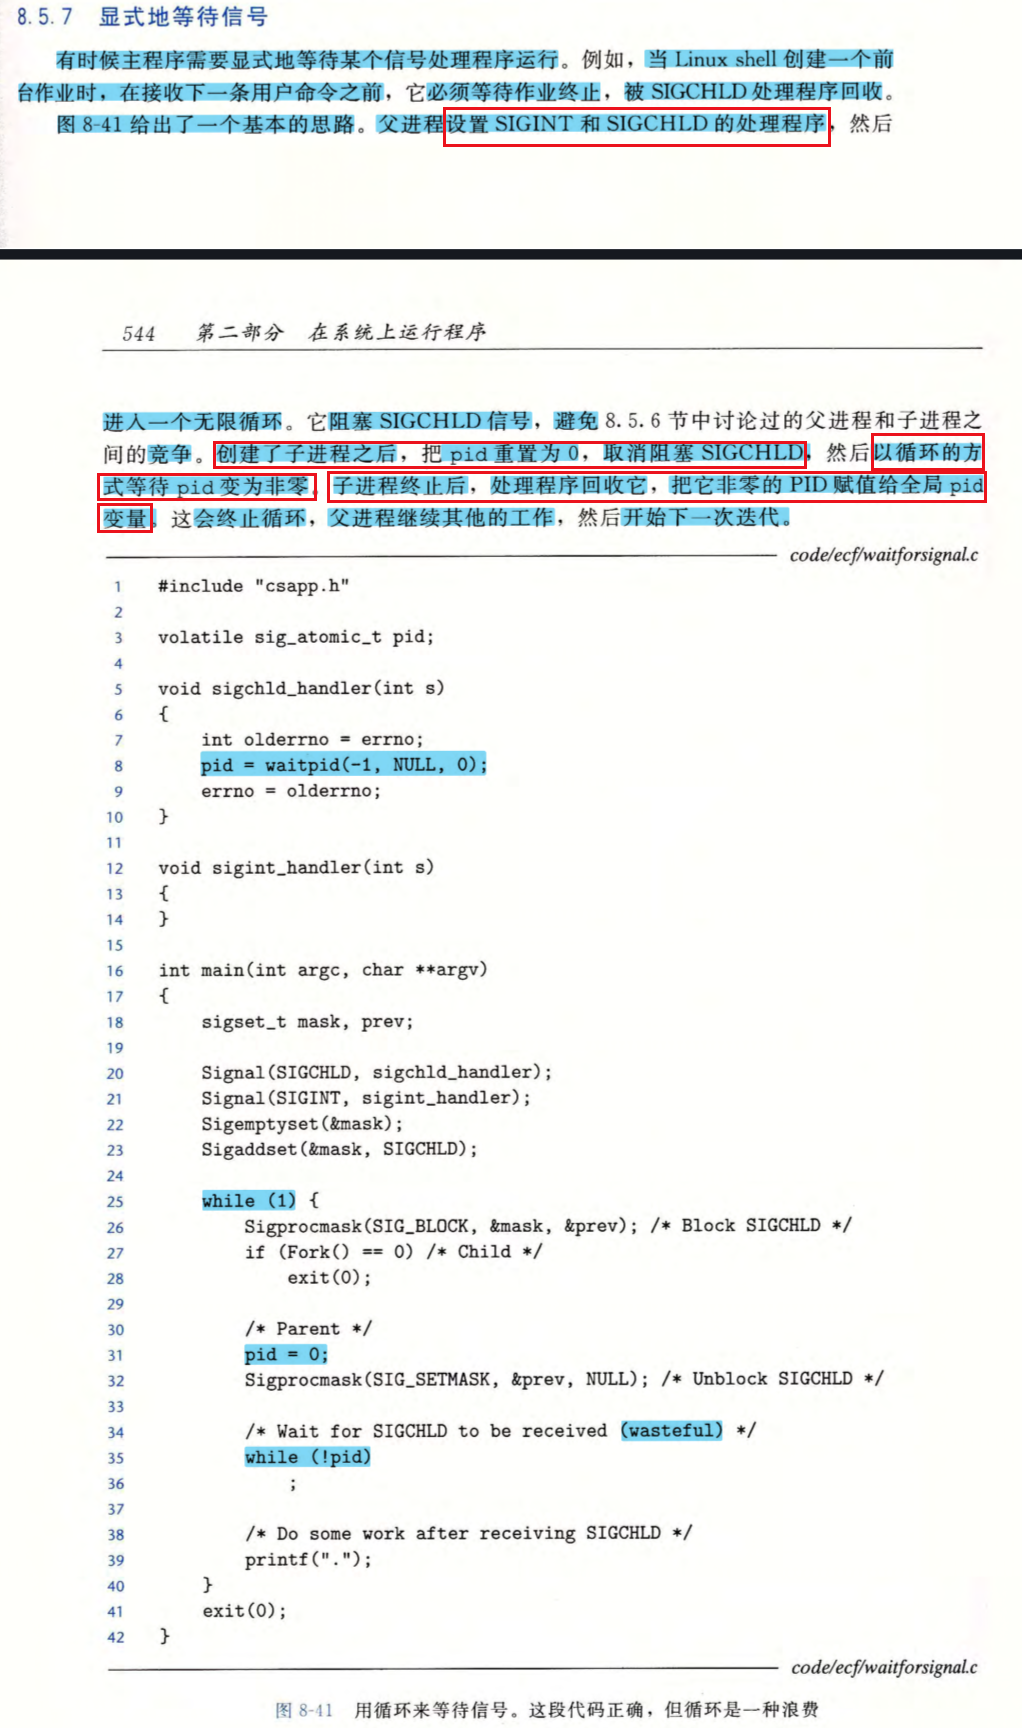 8.5.7 显式地等待信号
有时候主程序需要显式地等待某个信号处理程序运行。例如，当 Linux shell 创建一个前
台作业时，在接收下一条用户命令之前，它必须等待作业终止，被 SIGCHLD 处理程序回收。
图 8-41 给出了一个基本的思路。父进程设置 SIGINT 和 SIGCHLD 的处理程序，然后
544 第二部分 在系统上运行程序
进入一个无限循环。它阻塞 SIGCHLD 信号，避免 8.5.6 节中讨论过的父进程和子进程之
间的竞争。创建了子进程之后，把 pid 重置为 0，取消阻塞 SIGCHLD，然后以循环的方
式等待 pid 变为非零。子进程终止后，处理程序回收它，把它非零的 PID 赋值给全局 pid
变量。这会终止循环，父进程继续其他的工作，然后开始下一次迭代。
code/ecf/waitforsignal.c
1 #include "csapp.h"
2
3 volatile sig_atomic_t pid;
4
5 void sigchld_handler(int s)
6 {
7 int olderrno = errno;
8 pid = waitpid(-1, NULL, 0);
9 errno = olderrno;
10 }
11
12 void sigint_handler(int s)
13 {
14 }
15
16 int main(int argc, char **argv)
17 {
18 sigset_t mask, prev;
19
20 Signal(SIGCHLD, sigchld_handler);
21 Signal(SIGINT, sigint_handler);
22 Sigemptyset(&mask);
23 Sigaddset(&mask, SIGCHLD);
24
25 while (1) {
26 Sigprocmask(SIG_BLOCK, &mask, &prev); /* Block SIGCHLD */
27 if (Fork() == 0) /* Child */
28 exit(0);
29
30 /* Parent */
31 pid = 0;
32 Sigprocmask(SIG_SETMASK, &prev, NULL); /* Unblock SIGCHLD */
33
34 /* Wait for SIGCHLD to be received (wasteful) */
35 while (!pid)
36 ;
37
38 /* Do some work after receiving SIGCHLD */
39 printf(".");
40 }
41 exit(0);
42 }
code/ecf/waitforsignal.c
图 8-41 用循环来等待信号。这段代码正确，但循环是一种浪费